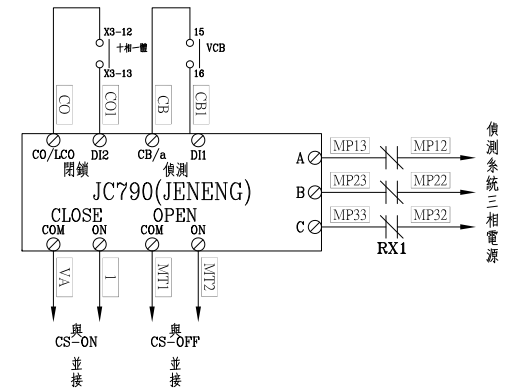 X3-12
十相一體
X3-13
15
VCB
16
CO
CO1
CB
CB1
CO/LCO
DI2
CB/a
DI1
閉鎖
偵測
JC790(JENENG)
CLOSE
OPEN
COM
ON
COM
ON
A
B
C
MP13
MP12
MP23
MP22
MP33
MP32
RX1
偵測系統三相電源
VA
1
MT1
MT2
與
CS-ON
並
接
與
CS-OFF
並
接